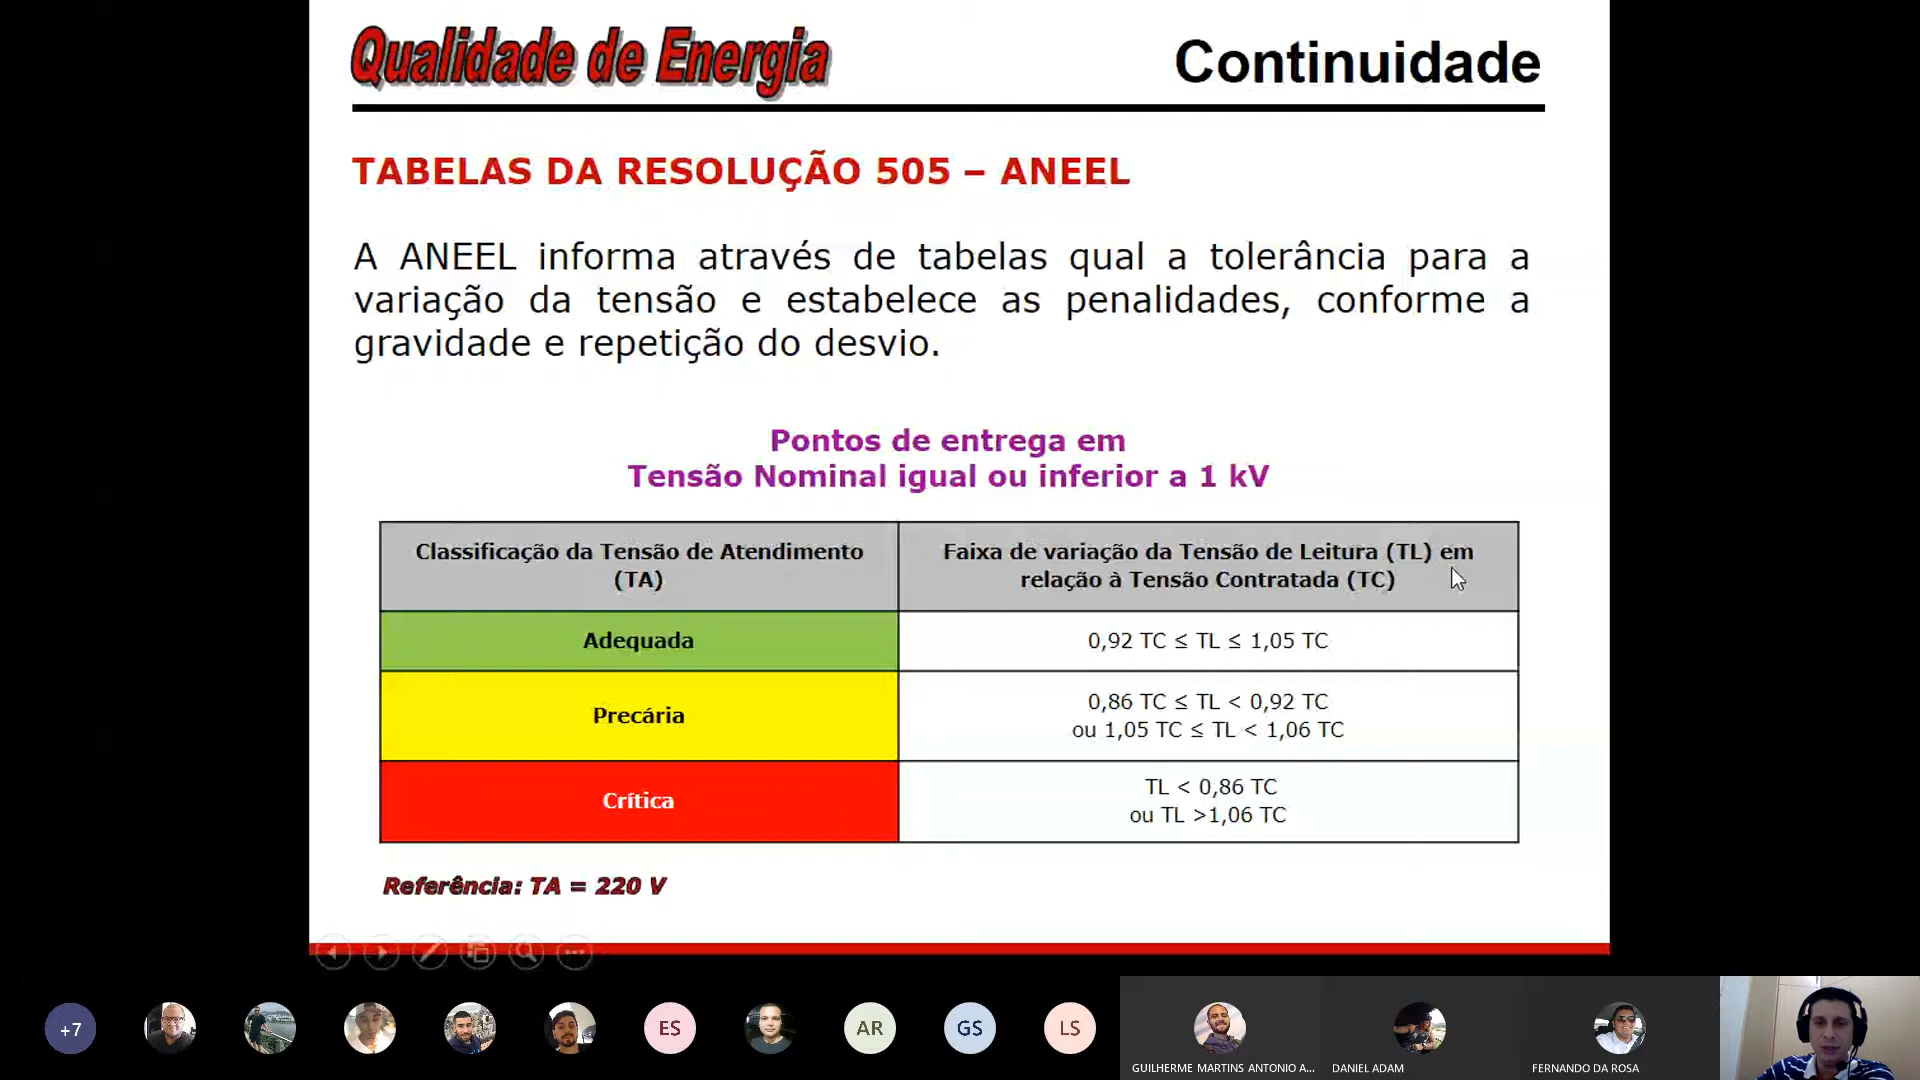 Qualidade de Energia
Continuidade
TABELAS DA RESOLUÇÃO 505 – ANEEL
A ANEEL informa através de tabelas qual a tolerância para a
variação da tensão e estabelece as penalidades, conforme a
gravidade e repetição do desvio.
Pontos de entrega em
Tensão Nominal igual ou inferior a 1 kV
Classificação da Tensão de Atendimento
(TA)
Faixa de variação da Tensão de Leitura (TL) em
relação à Tensão Contratada (TC)
Adequada
0,92 TC ≤ TL ≤ 1,05 TC
Precária
0,86 TC ≤ TL < 0,92 TC
ou 1,05 TC ≤ TL < 1,06 TC
Crítica
TL < 0,86 TC
ou TL >1,06 TC
Referência: TA = 220 V
+7
ES
AR
GS
LS
GUILHERME MARTINS ANTONIO A...
DANIEL ADAM
FERNANDO DA ROSA